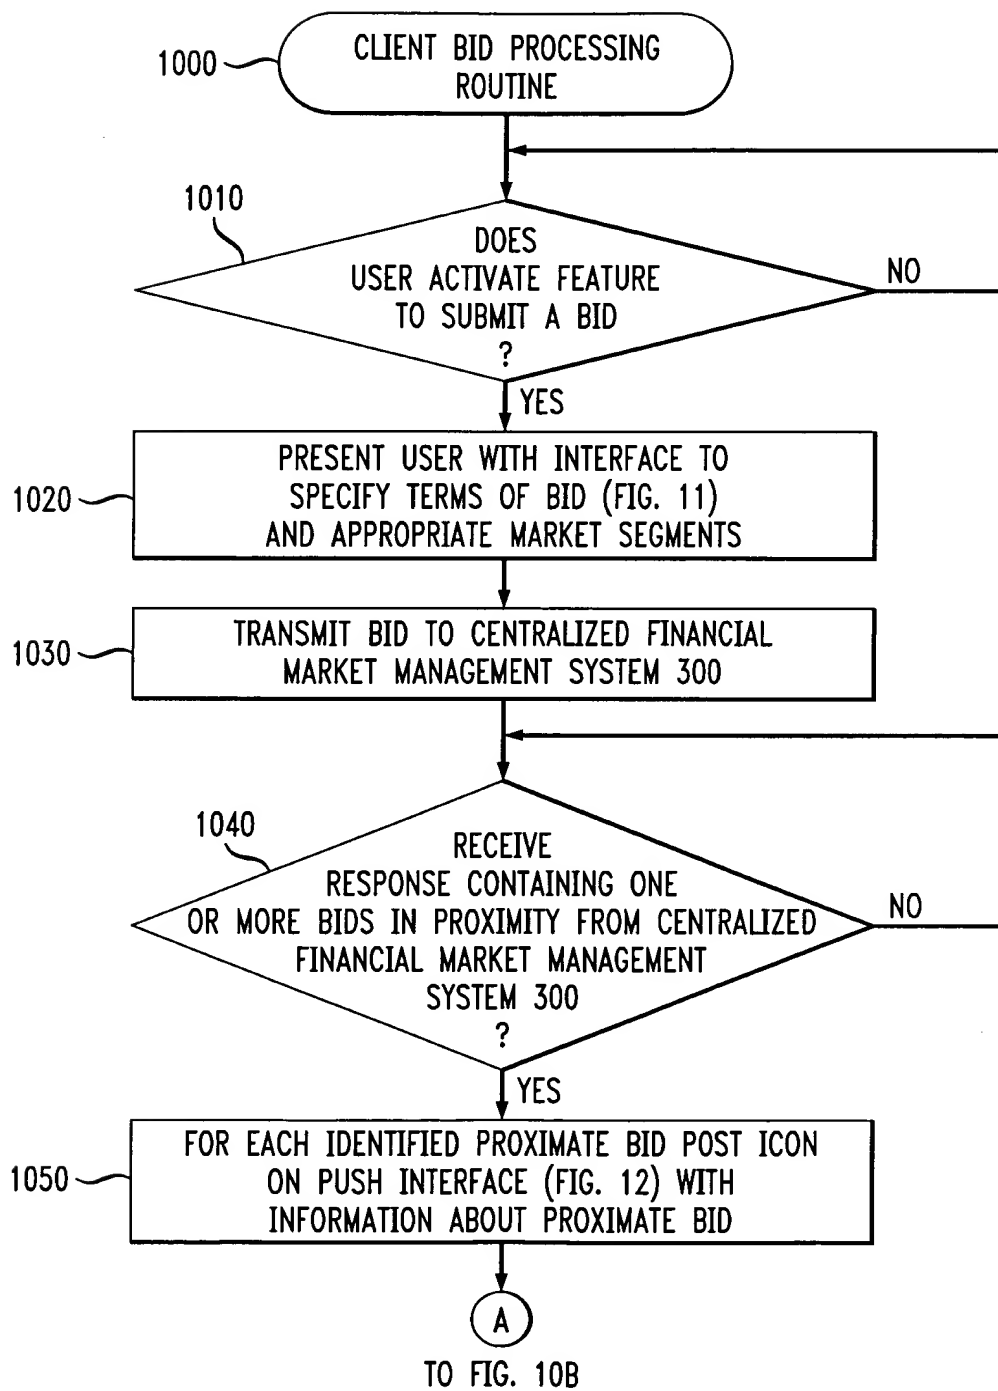 1000
CLIENT BID PROCESSING
ROUTINE
1010
DOES
USER ACTIVATE FEATURE
TO SUBMIT A BID
?
NO
YES
1020
PRESENT USER WITH INTERFACE TO
SPECIFY TERMS OF BID (FIG. 11)
AND APPROPRIATE MARKET SEGMENTS
1030
TRANSMIT BID TO CENTRALIZED FINANCIAL
MARKET MANAGEMENT SYSTEM 300
1040
RECEIVE
RESPONSE CONTAINING ONE
OR MORE BIDS IN PROXIMITY FROM CENTRALIZED
FINANCIAL MARKET MANAGEMENT
SYSTEM 300
?
NO
YES
1050
FOR EACH IDENTIFIED PROXIMATE BID POST ICON
ON PUSH INTERFACE (FIG. 12) WITH
INFORMATION ABOUT PROXIMATE BID
A
TO FIG. 10B